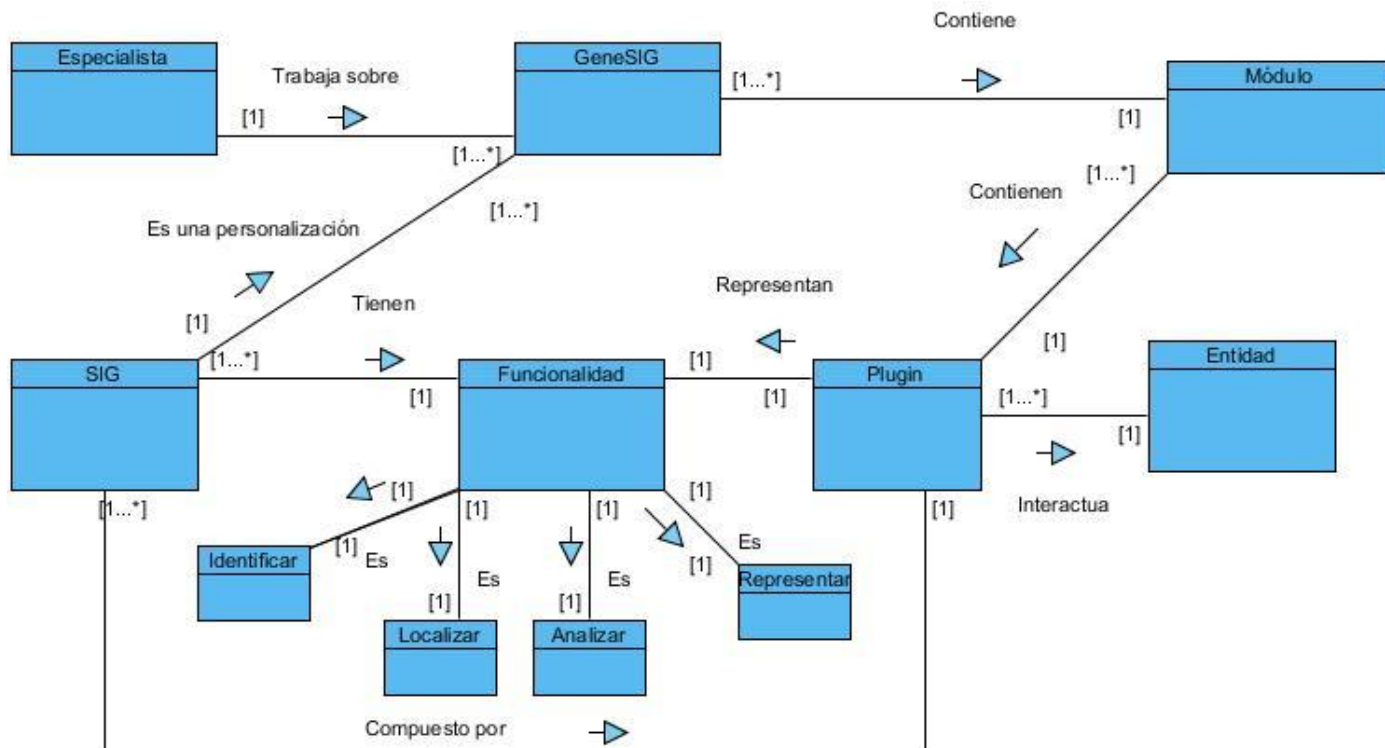 Contiene
Especialista
GeneSIG
Módulo
Trabaja sobre
[1...*]
[1]
[1]
[1...*]
[1...*]
Contienen
[1...*]
Es una personalización
Representan
Tienen
[1]
[1]
[1...*]
SIG
Funcionalidad
Plugin
Entidad
[1]
[1]
[1]
[1...*]
[1]
[1...*]
[1]
[1]
[1]
[1]
[1]
Interactua
Identificar
[1]
Es
Es
Es
[1]
Es
Representar
[1]
[1]
Localizar
Analizar
Compuesto por